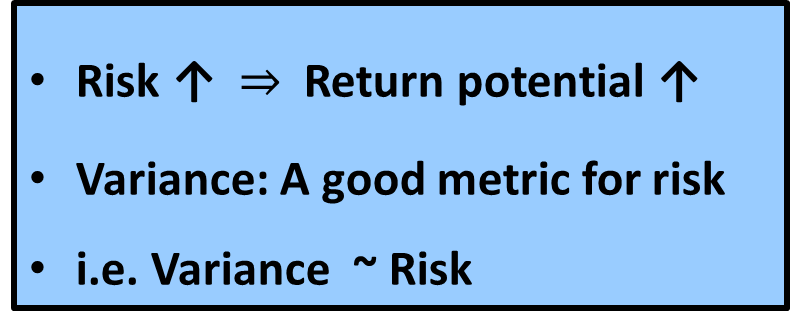 • Risk ↑ ⇒ Return potential ↑
• Variance: A good metric for risk
• i.e. Variance ~ Risk